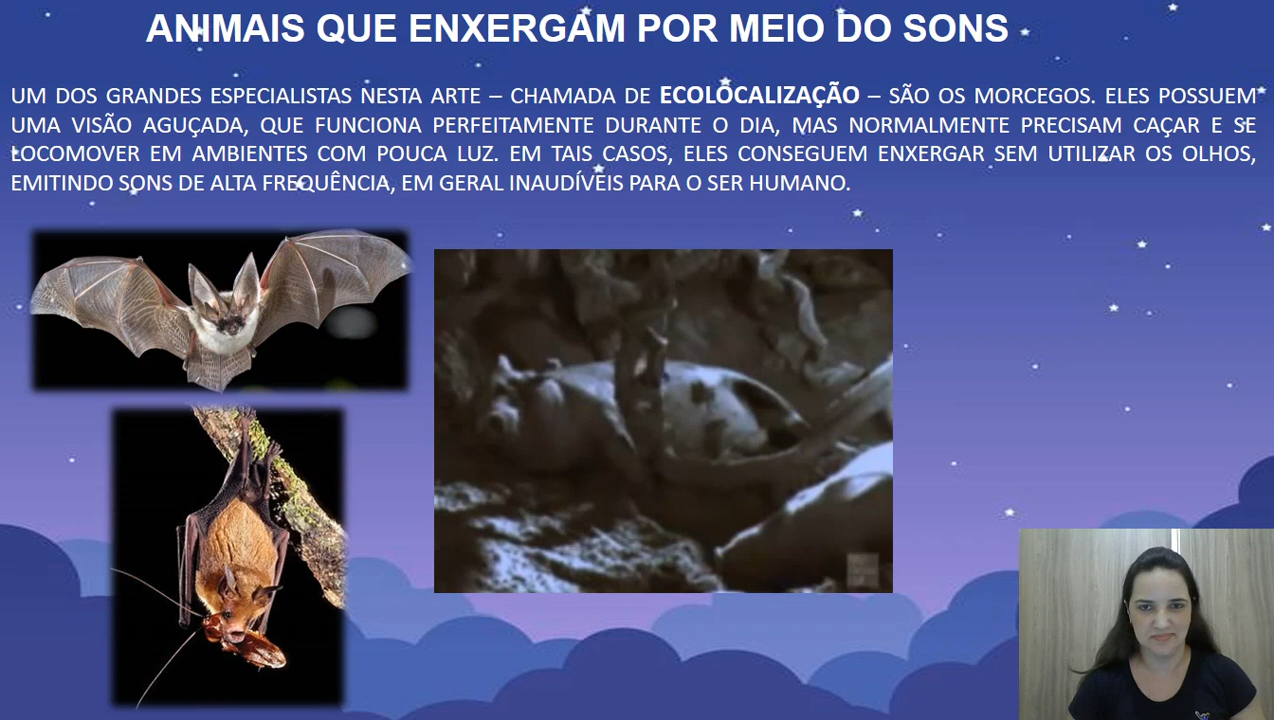 ANIMAIS QUE ENXERGAM POR MEIO DO SONS
UM DOS GRANDES ESPECIALISTAS NESTA ARTE – CHAMADA DE ECOLOCALIZAÇÃO – SÃO OS MORCEGOS. ELES POSSUEM
UMA VISÃO AGUÇADA, QUE FUNCIONA PERFEITAMENTE DURANTE O DIA, MAS NORMALMENTE PRECISAM CAÇAR E SE
LOCOMOVER EM AMBIENTES COM POUCA LUZ. EM TAIS CASOS, ELES CONSEGUEM ENXERGAR SEM UTILIZAR OS OLHOS,
EMITINDO SONS DE ALTA FREQUÊNCIA, EM GERAL INAUDÍVEIS PARA O SER HUMANO.